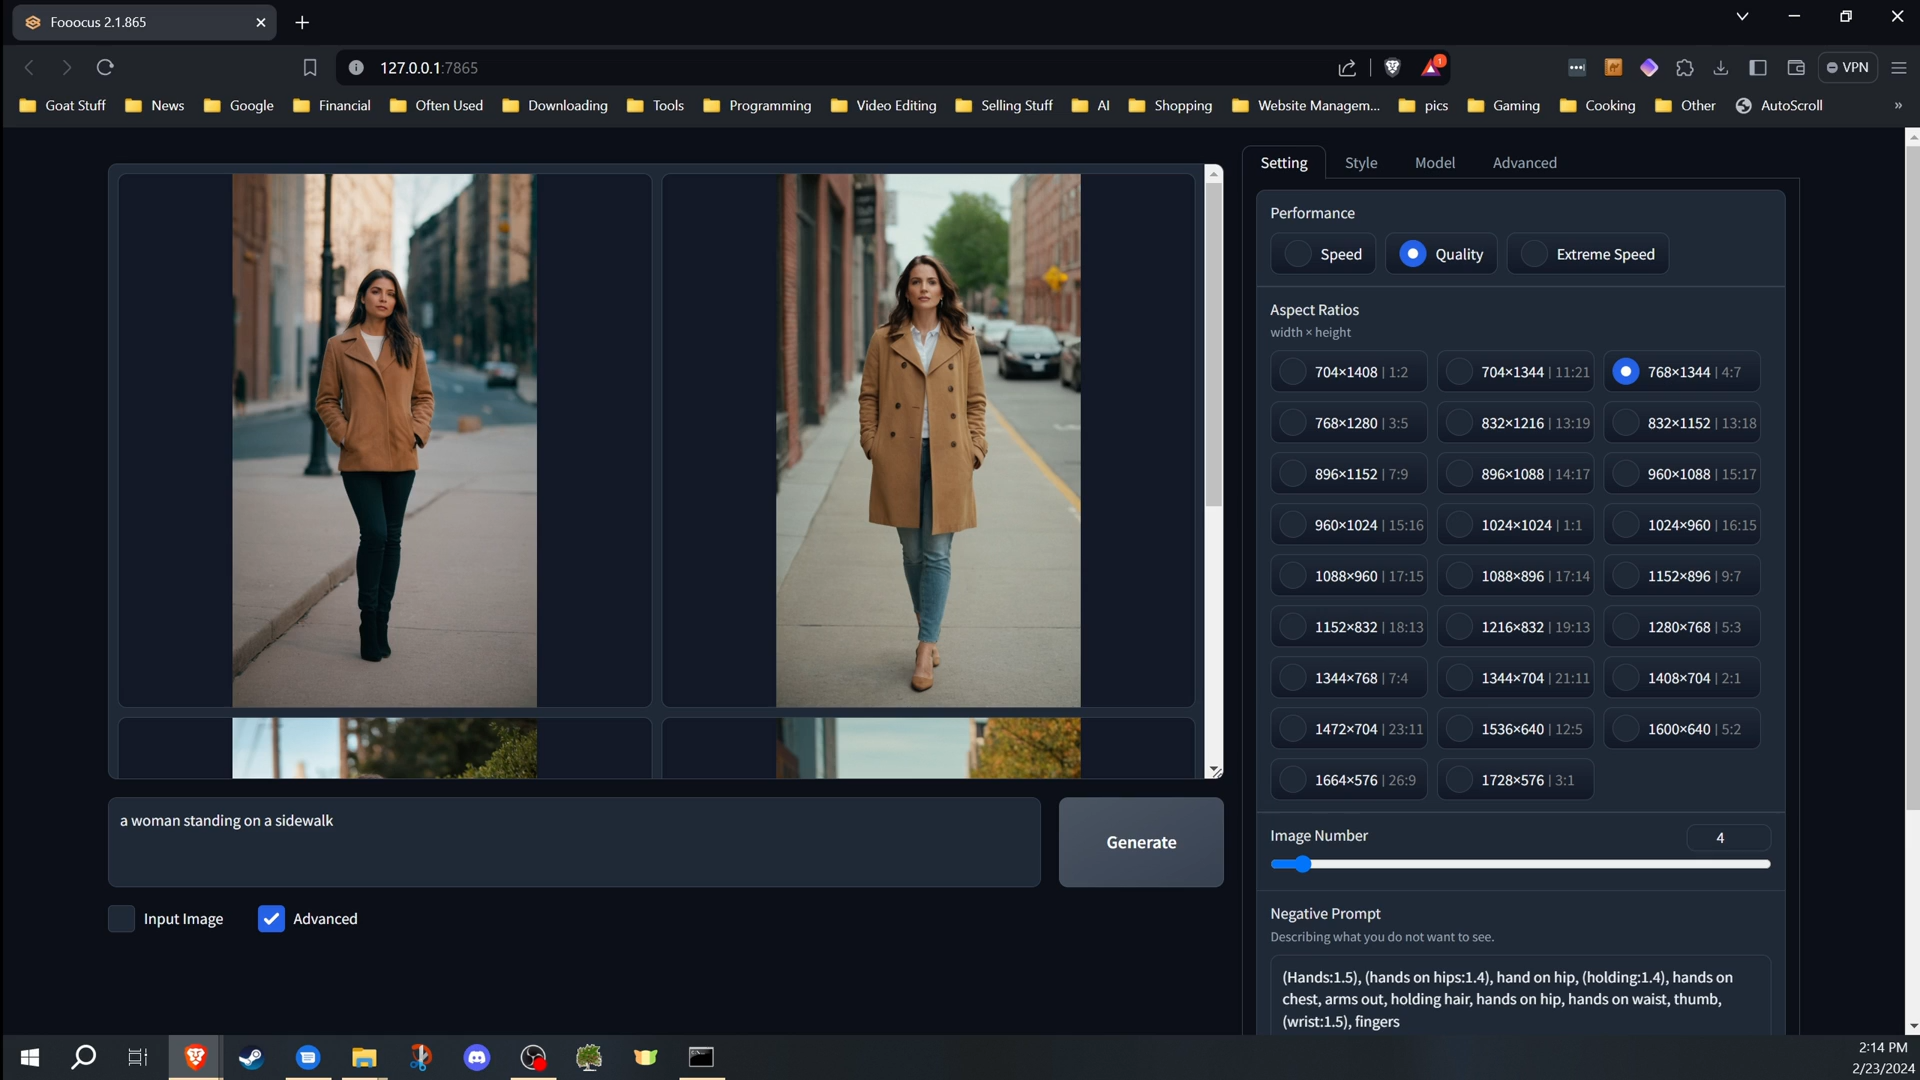 Fooocus 2.1.865
127.0.0.1:7865
1
VPN
Goat Stuff
News
Google
Financial
Often Used
Downloading
Tools
Programming
Video Editing
Selling Stuff
AI
Shopping
Website Managem...
pics
Gaming
Cooking
Other
AutoScroll
»
Setting
Style
Model
Advanced
Performance
Speed
Quality
Extreme Speed
Aspect Ratios
width × height
704×1408 | 1:2
704×1344 | 11:21
768×1344 | 4:7
768×1280 | 3:5
832×1216 | 13:19
832×1152 | 13:18
896×1152 | 7:9
896×1088 | 14:17
960×1088 | 15:17
960×1024 | 15:16
1024×1024 | 1:1
1024×960 | 16:15
1088×960 | 17:15
1088×896 | 17:14
1152×896 | 9:7
1152×832 | 18:13
1216×832 | 19:13
1280×768 | 5:3
1344×768 | 7:4
1344×704 | 21:11
1408×704 | 2:1
1472×704 | 23:11
1536×640 | 12:5
1600×640 | 5:2
1664×576 | 26:9
1728×576 | 3:1
a woman standing on a sidewalk
Generate
Input Image
Advanced
Image Number
4
Negative Prompt
Describing what you do not want to see.
(Hands:1.5), (hands on hips:1.4), hand on hip, (holding:1.4), hands on
chest, arms out, holding hair, hands on hip, hands on waist, thumb,
(wrist:1.5), fingers
2:14 PM
2/23/2024